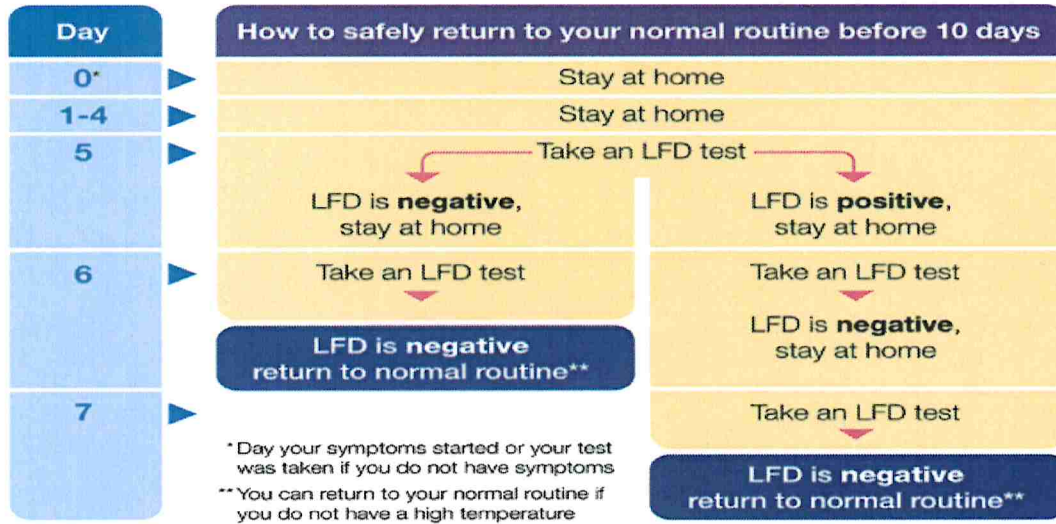 Day
How to safely return to your normal routine before 10 days
0*
Stay at home
1-4
Stay at home
5
Take an LFD test
LFD is negative,
stay at home
LFD is positive,
stay at home
6
Take an LFD test
LFD is negative
return to normal routine**
Take an LFD test
LFD is negative,
stay at home
7
Take an LFD test
LFD is negative
return to normal routine**
* Day your symptoms started or your test
was taken if you do not have symptoms
** You can return to your normal routine if
you do not have a high temperature